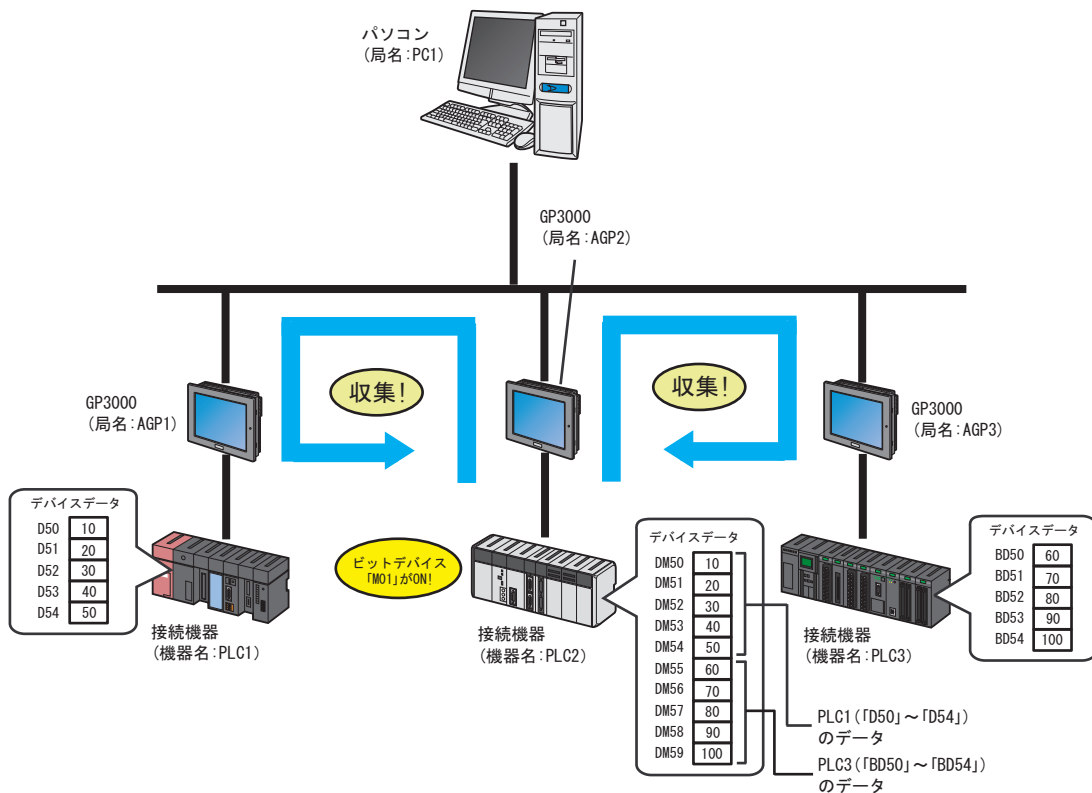 パソコン
(局名:PC1)
GP3000
(局名:AGP2)
収集!
収集!
GP3000
(局名:AGP1)
GP3000
(局名:AGP3)
デバイスデータ
D50 10
D51 20
D52 30
D53 40
D54 50
接続機器
(機器名:PLC1)
ビットデバイス
「M01」がON!
接続機器
(機器名:PLC2)
デバイスデータ
DM50 10
DM51 20
DM52 30
DM53 40
DM54 50
DM55 60
DM56 70
DM57 80
DM58 90
DM59 100
接続機器
(機器名:PLC3)
デバイスデータ
BD50 60
BD51 70
BD52 80
BD53 90
BD54 100
PLC1(「D50」~「D54」)
のデータ
PLC3(「BD50」~「BD54」)
のデータ